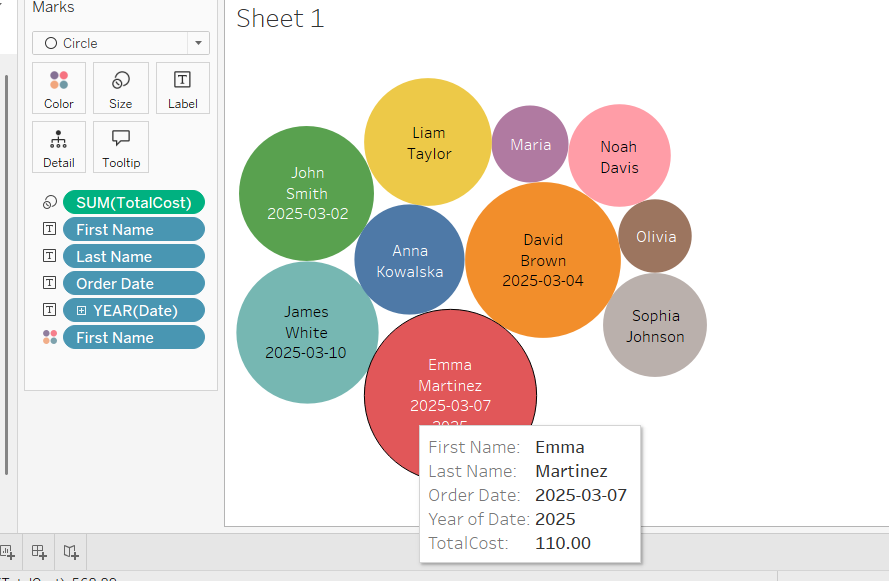 Marks
Circle
Color
Size
Label
Detail
Tooltip
SUM(TotalCost)
First Name
Last Name
Order Date
YEAR(Date)
First Name
Sheet 1
Liam
Taylor
Maria
Noah
Davis
John
Smith
2025-03-02
Anna
Kowalska
David
Brown
2025-03-04
Olivia
James
White
2025-03-10
Sophia
Johnson
Emma
Martinez
2025-03-07
2025
First Name: Emma
Last Name: Martinez
Order Date: 2025-03-07
Year of Date: 2025
TotalCost: 110.00